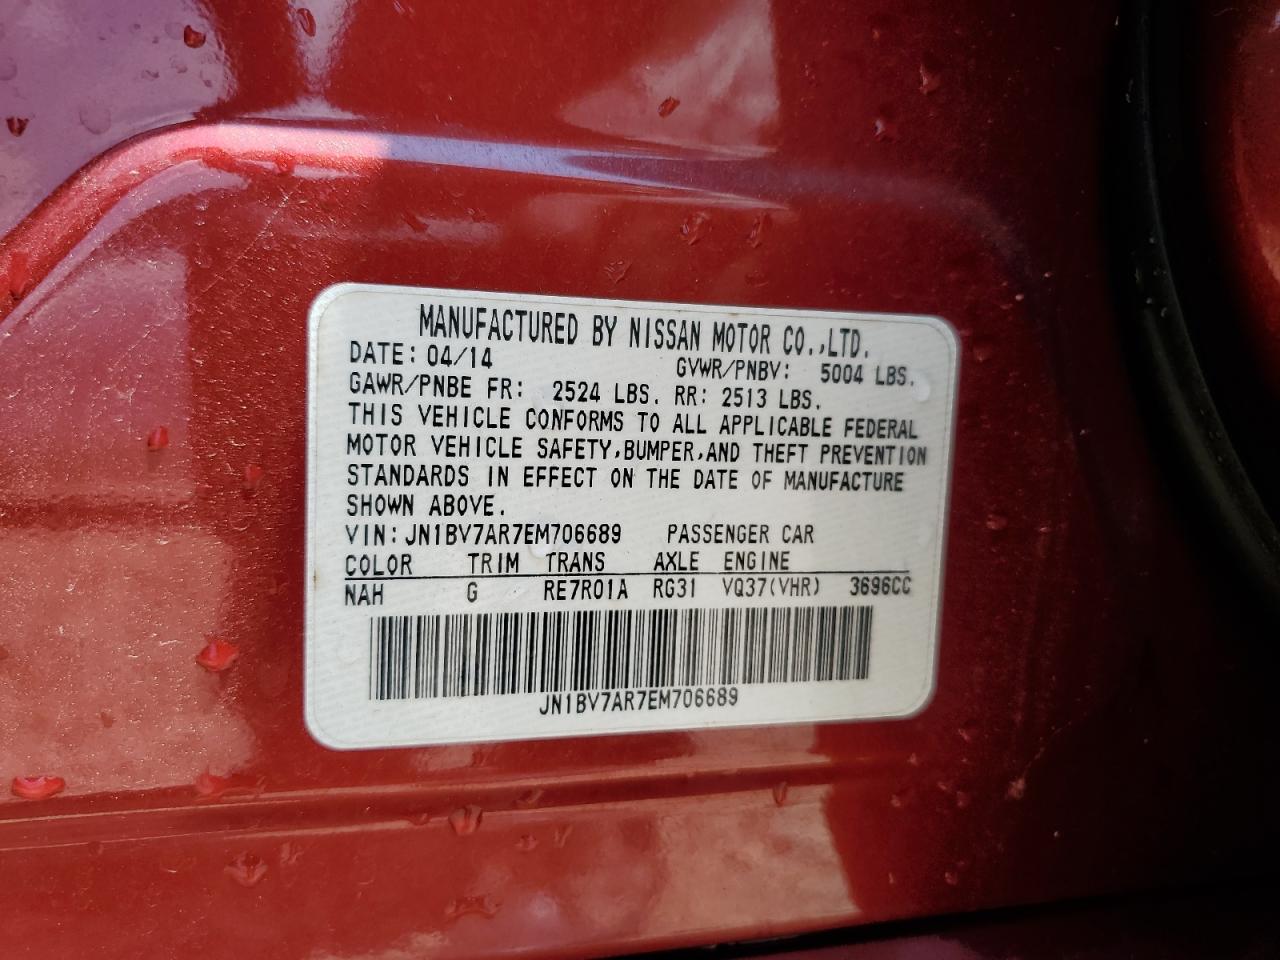 MANUFACTURED BY NISSAN MOTOR CO.,LTD.
DATE: 04/14 GVWR/PNBV: 5004 LBS.
GAWR/PNBE FR: 2524 LBS. RR: 2513 LBS.
THIS VEHICLE CONFORMS TO ALL APPLICABLE FEDERAL
MOTOR VEHICLE SAFETY,BUMPER,AND THEFT PREVENTION
STANDARDS IN EFFECT ON THE DATE OF MANUFACTURE
SHOWN ABOVE.
VIN:JN1BV7AR7EM706689 PASSENGER CAR
COLOR TRIM TRANS AXLE ENGINE
NAH G RE7R01A RG31 VQ37(VHR) 3696CC
JN1BV7AR7EM706689